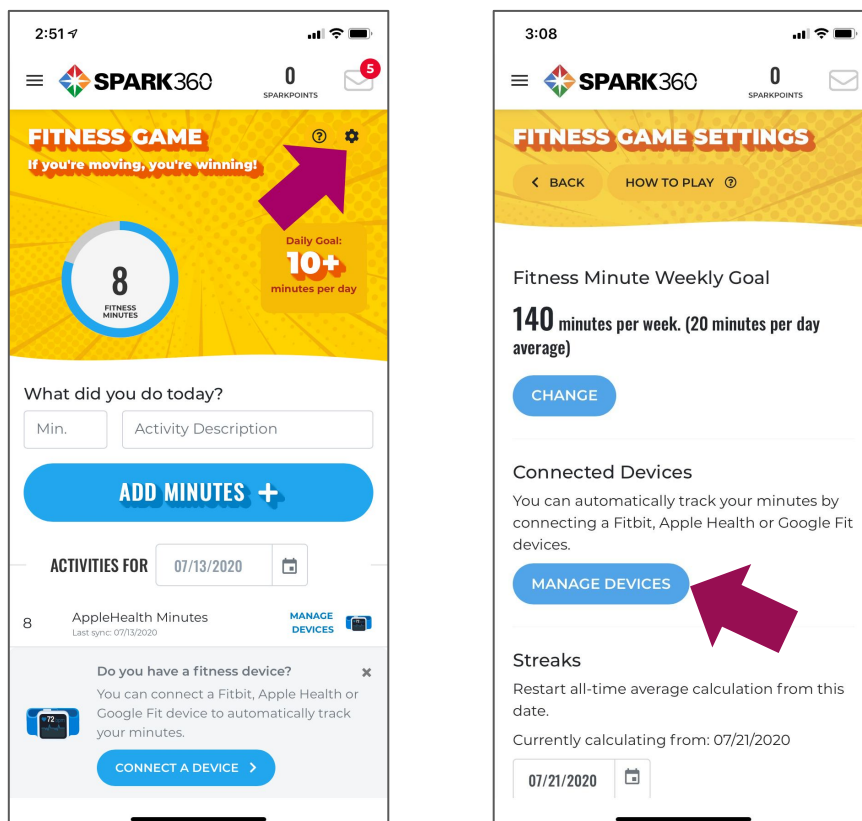 2:51
SPARK360
0
SPARKPOINTS
5
FITNESS GAME
If you're moving, you're winning!
8
FITNESS
MINUTES
Daily Goal:
10+
minutes per day
What did you do today?
Min.
Activity Description
ADD MINUTES +
ACTIVITIES FOR 07/13/2020
8 AppleHealth Minutes
Last sync: 07/13/2020
MANAGE
DEVICES
Do you have a fitness device? ×
You can connect a Fitbit, Apple Health or
Google Fit device to automatically track
your minutes.
72
CONNECT A DEVICE >
3:08
SPARK360
0
SPARKPOINTS
FITNESS GAME SETTINGS
< BACK
HOW TO PLAY ?
Fitness Minute Weekly Goal
140 minutes per week. (20 minutes per day
average)
CHANGE
Connected Devices
You can automatically track your minutes by
connecting a Fitbit, Apple Health or Google Fit
devices.
MANAGE DEVICES
Streaks
Restart all-time average calculation from this
date.
Currently calculating from: 07/21/2020
07/21/2020